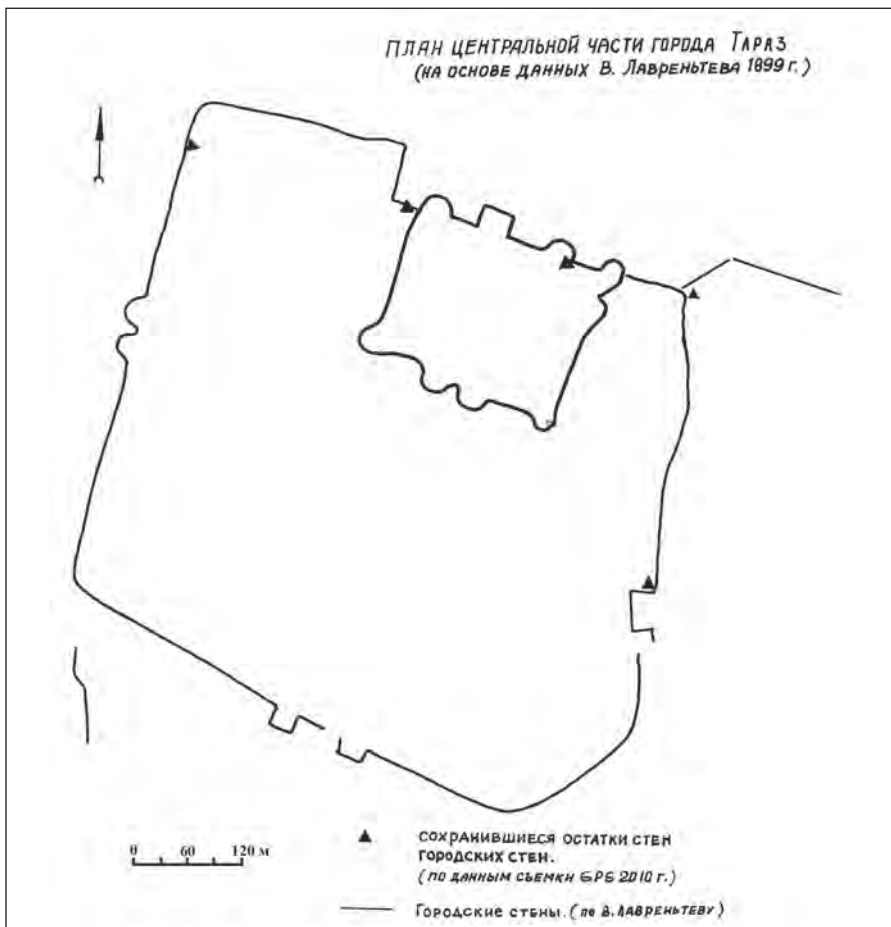 ПЛАН ЦЕНТРАЛЬНОЙ ЧАСТИ ГОРОДА ТАРАЗ
(НА ОСНОВЕ ДАННЫХ В. ЛАВРЕНЬТЕВА 1899 г.)
0 60 120 м
СОХРАНИВШИЕСЯ ОСТАТКИ СТЕН
ГОРОДСКИХ СТЕН.
(ПО ДАННЫМ СЪЕМКИ GPS 2010 г.)
ГОРОДСКИЕ СТЕНЫ. (по В. ЛАВРЕНЬТЕВУ)